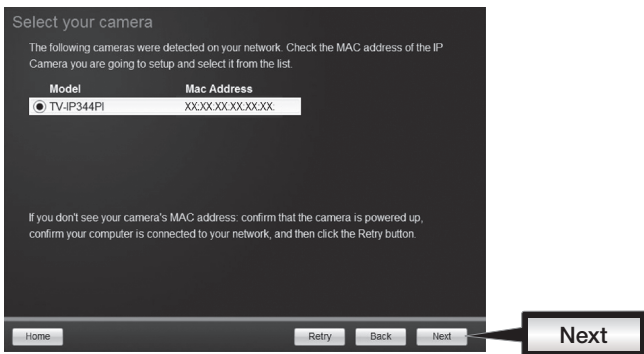 Select your camera
The following cameras were detected on your network. Check the MAC address of the IP
Camera you are going to setup and select it from the list.
Model Mac Address
TV-IP344PI XX:XX:XX:XX:XX:XX:
If you don't see your camera's MAC address: confirm that the camera is powered up,
confirm your computer is connected to your network, and then click the Retry button.
Home Retry Back Next
Next